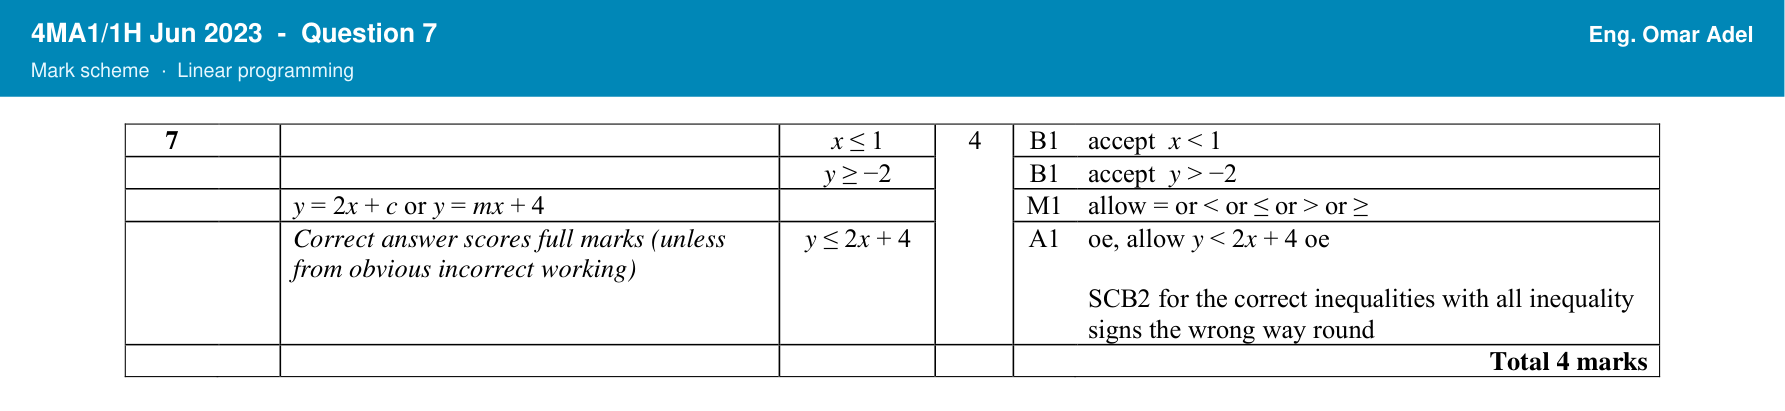 4MA1/1H Jun 2023 - Question 7
Eng. Omar Adel
Mark scheme · Linear programming
7 x ≤ 1 4 B1 accept x < 1
y ≥ −2 B1 accept y > −2
y = 2x + c or y = mx + 4 M1 allow = or < or ≤ or > or ≥
Correct answer scores full marks (unless y ≤ 2x + 4 A1 oe, allow y < 2x + 4 oe
from obvious incorrect working)
SCB2 for the correct inequalities with all inequality
signs the wrong way round
Total 4 marks